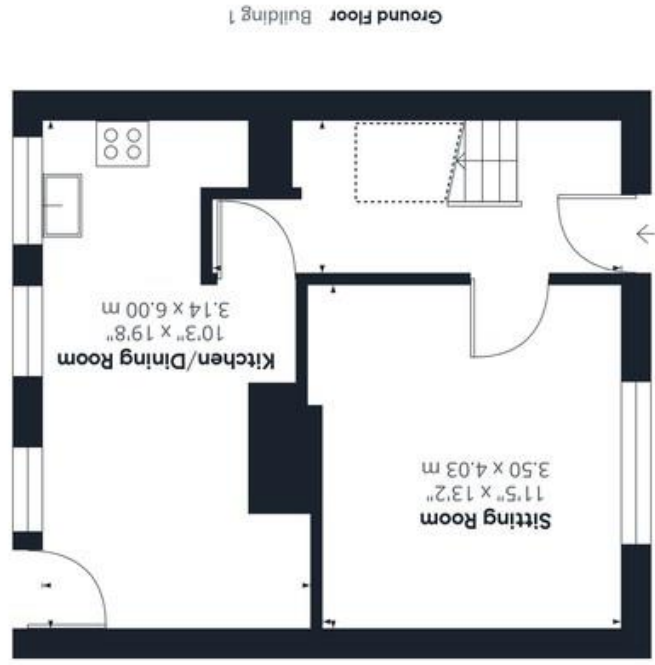 Sitting Room
11'5" x 13'2"
3.50 x 4.03 m
Kitchen/Dining Room
10'3" x 19'8"
3.14 x 6.00 m
Ground Floor Building 1